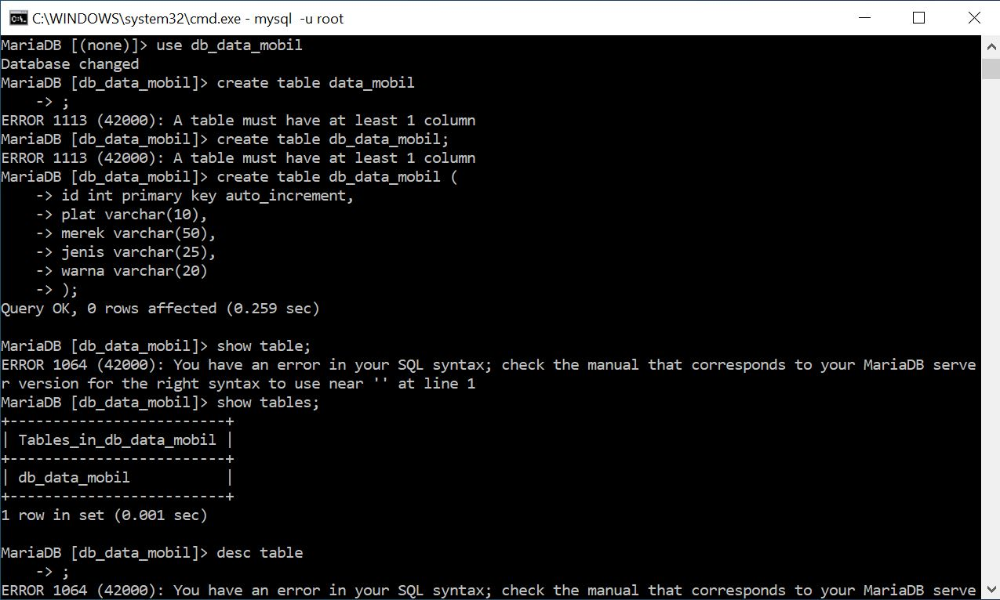 C:\WINDOWS\system32\cmd.exe - mysql  -u root
MariaDB [(none)]> use db_data_mobil
Database changed
MariaDB [db_data_mobil]> create table data_mobil
    -> ;
ERROR 1113 (42000): A table must have at least 1 column
MariaDB [db_data_mobil]> create table db_data_mobil;
ERROR 1113 (42000): A table must have at least 1 column
MariaDB [db_data_mobil]> create table db_data_mobil (
    -> id int primary key auto_increment,
    -> plat varchar(10),
    -> merek varchar(50),
    -> jenis varchar(25),
    -> warna varchar(20)
    -> );
Query OK, 0 rows affected (0.259 sec)

MariaDB [db_data_mobil]> show table;
ERROR 1064 (42000): You have an error in your SQL syntax; check the manual that corresponds to your MariaDB serve
r version for the right syntax to use near '' at line 1
MariaDB [db_data_mobil]> show tables;
+-------------------------+
| Tables_in_db_data_mobil |
+-------------------------+
| db_data_mobil           |
+-------------------------+
1 row in set (0.001 sec)

MariaDB [db_data_mobil]> desc table
    -> ;
ERROR 1064 (42000): You have an error in your SQL syntax; check the manual that corresponds to your MariaDB serve